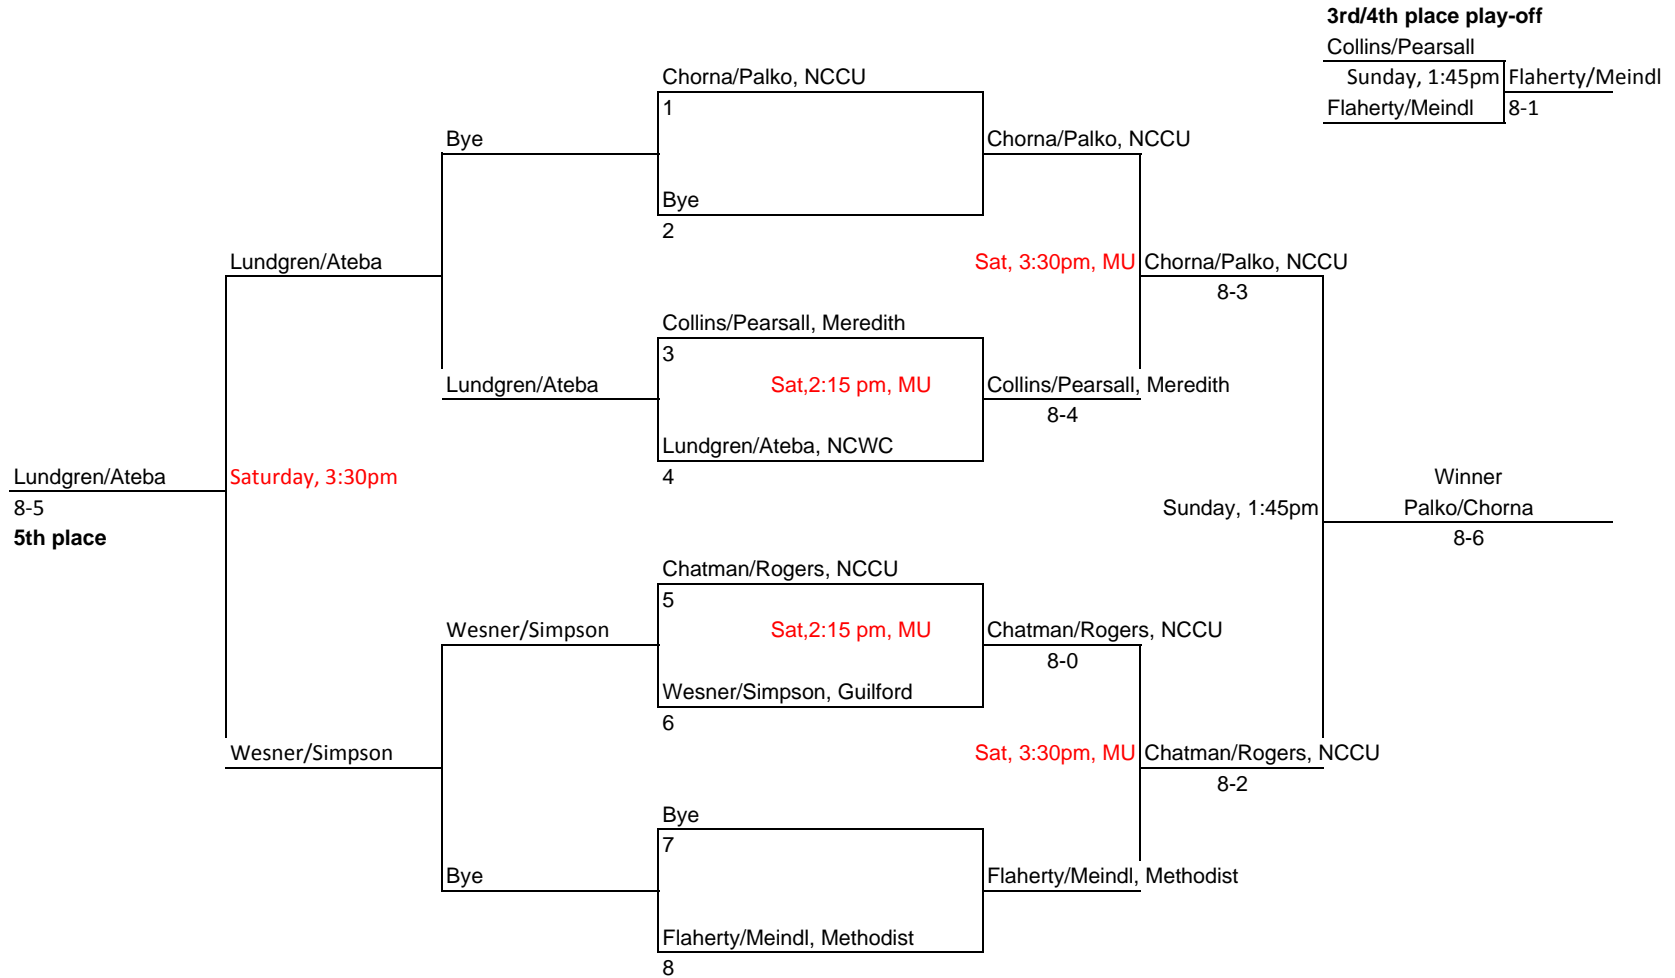 3rd/4th place play-off
Collins/Pearsall
Sunday, 1:45pm Flaherty/Meindl
Flaherty/Meindl 8-1
Chorna/Palko, NCCU
1
Bye
Chorna/Palko, NCCU
Bye
2
Lundgren/Ateba
Sat, 3:30pm, MU Chorna/Palko, NCCU
8-3
Collins/Pearsall, Meredith
3
Lundgren/Ateba
Sat,2:15 pm, MU
Collins/Pearsall, Meredith
8-4
Lundgren/Ateba, NCWC
4
Lundgren/Ateba
Saturday, 3:30pm
8-5
5th place
Winner
Sunday, 1:45pm
Palko/Chorna
8-6
Chatman/Rogers, NCCU
5
Wesner/Simpson
Sat,2:15 pm, MU
Chatman/Rogers, NCCU
8-0
Wesner/Simpson, Guilford
6
Wesner/Simpson
Sat, 3:30pm, MU Chatman/Rogers, NCCU
8-2
Bye
7
Bye
Flaherty/Meindl, Methodist
Flaherty/Meindl, Methodist
8